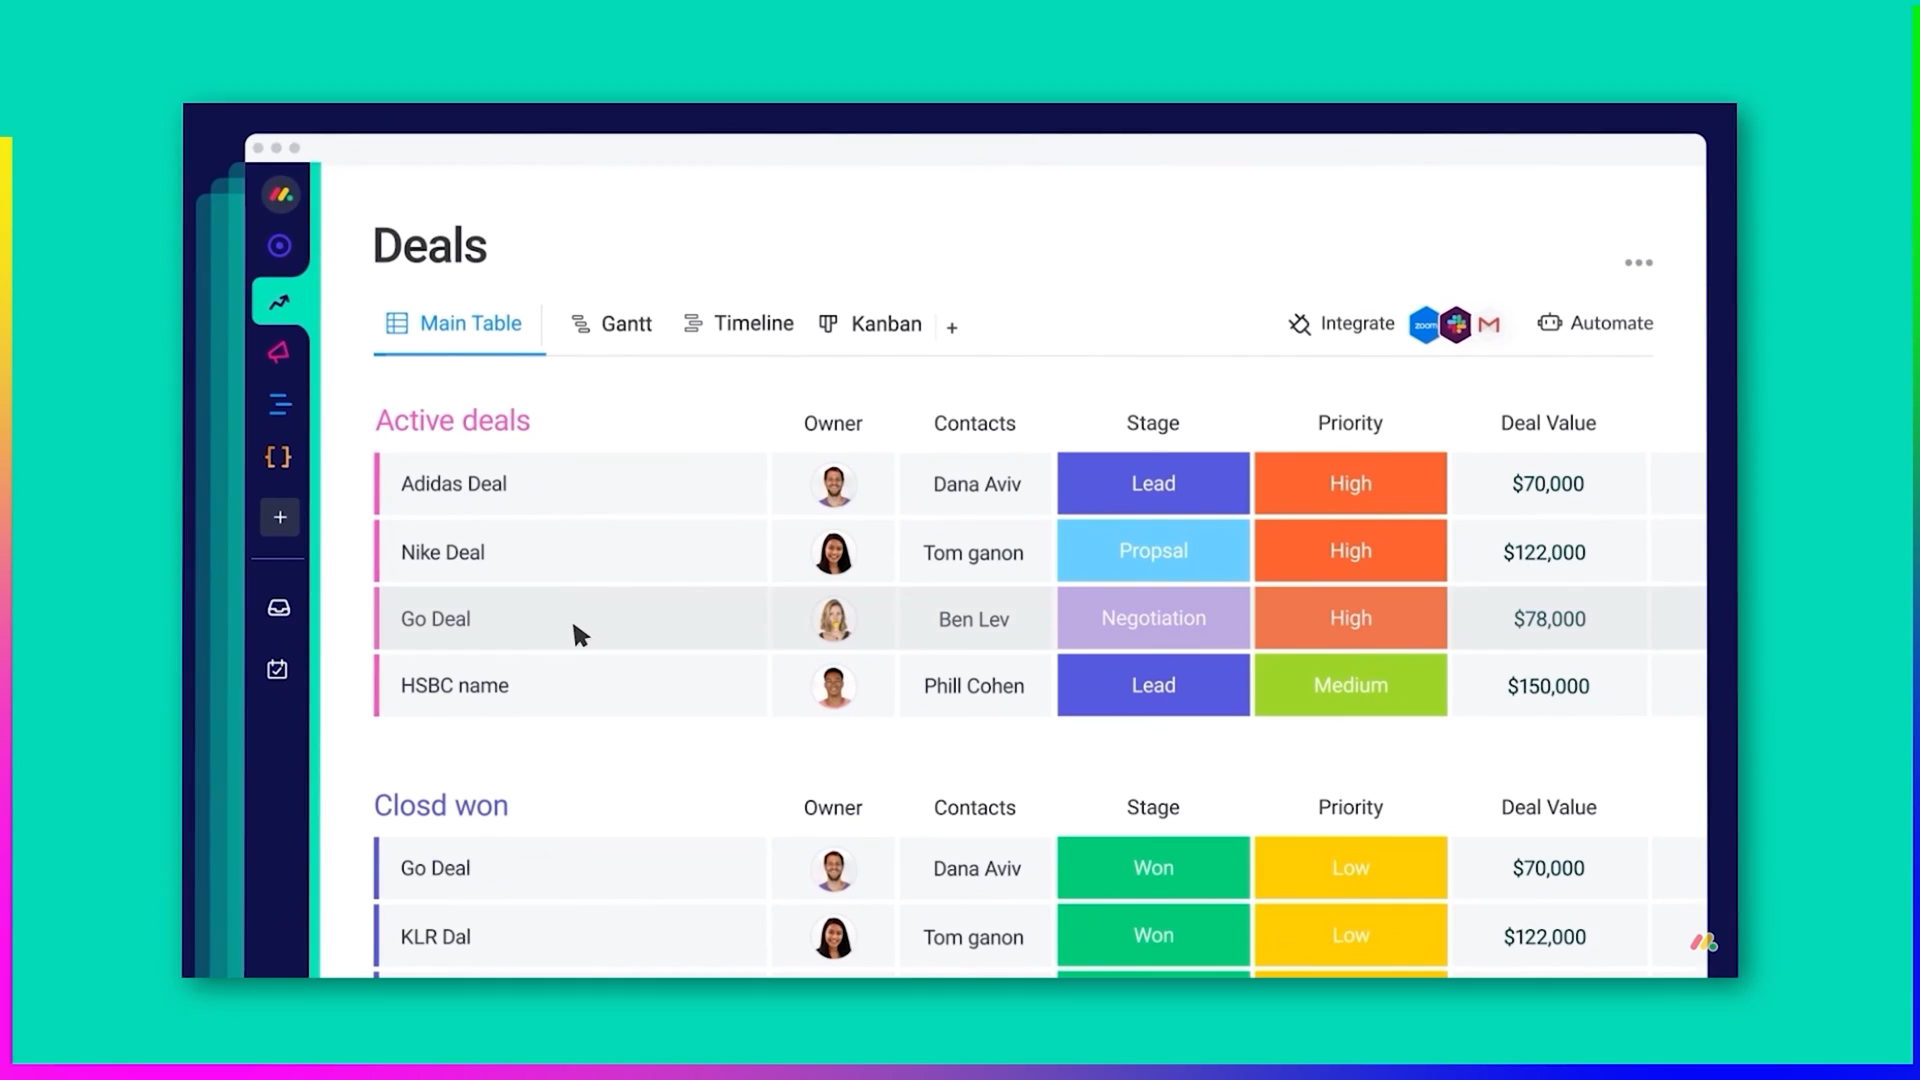 Deals
Main Table Gantt Timeline Kanban + Integrate zoom Automate
Active deals Owner Contacts Stage Priority Deal Value
Adidas Deal Dana Aviv Lead High $70,000
Nike Deal Tom ganon Propsal High $122,000
Go Deal Ben Lev Negotiation High $78,000
HSBC name Phill Cohen Lead Medium $150,000
Closd won Owner Contacts Stage Priority Deal Value
Go Deal Dana Aviv Won Low $70,000
KLR Dal Tom ganon Won Low $122,000